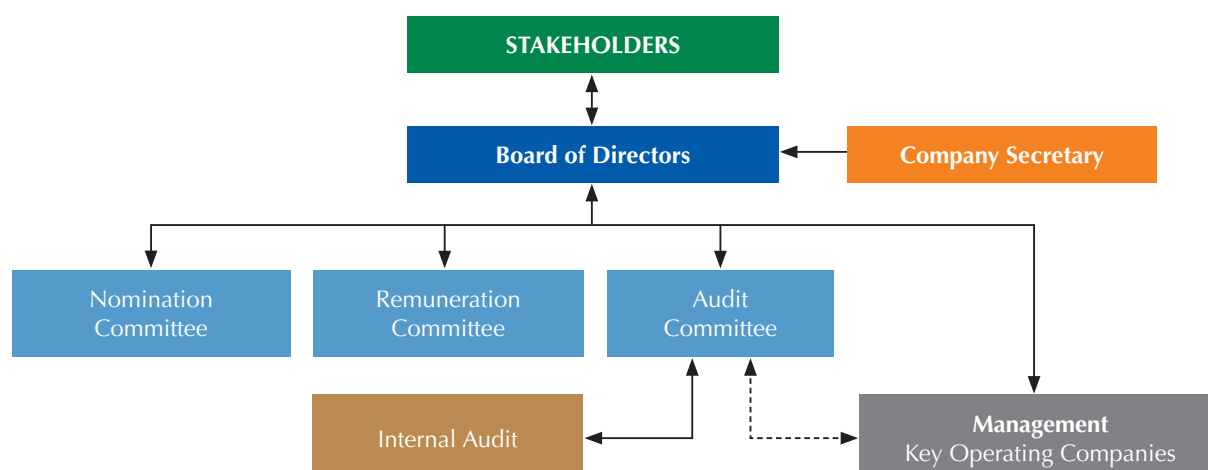 STAKEHOLDERS
Board of Directors
Company Secretary
Nomination
Committee
Remuneration
Committee
Audit
Committee
Internal Audit
Management
Key Operating Companies